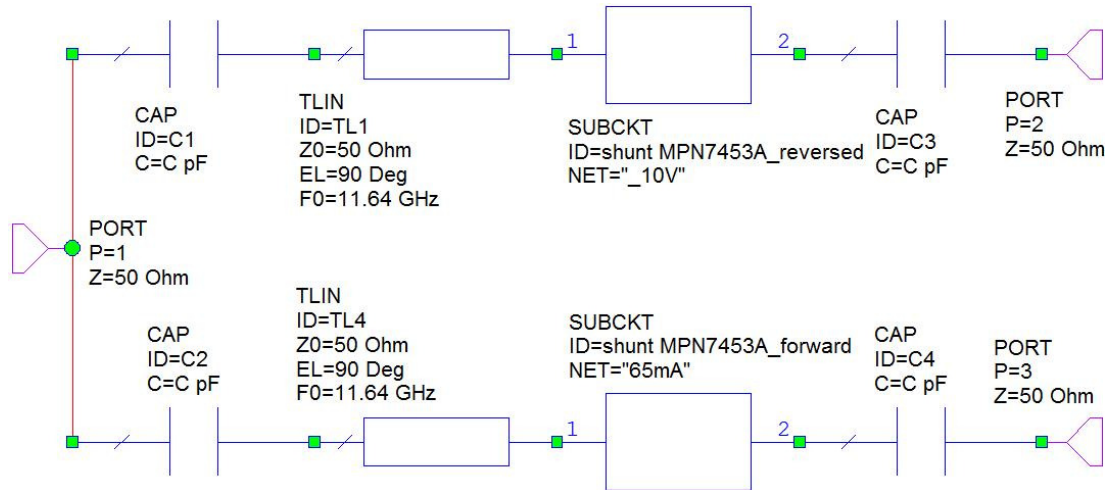 1
2
CAP
ID=C1
C=C pF
TLIN
ID=TL1
Z0=50 Ohm
EL=90 Deg
F0=11.64 GHz
SUBCKT
ID=shunt MPN7453A_reversed
NET="_10V"
CAP
ID=C3
C=C pF
PORT
P=2
Z=50 Ohm
PORT
P=1
Z=50 Ohm
CAP
ID=C2
C=C pF
TLIN
ID=TL4
Z0=50 Ohm
EL=90 Deg
F0=11.64 GHz
SUBCKT
ID=shunt MPN7453A_forward
NET="65mA"
CAP
ID=C4
C=C pF
PORT
P=3
Z=50 Ohm
1
2